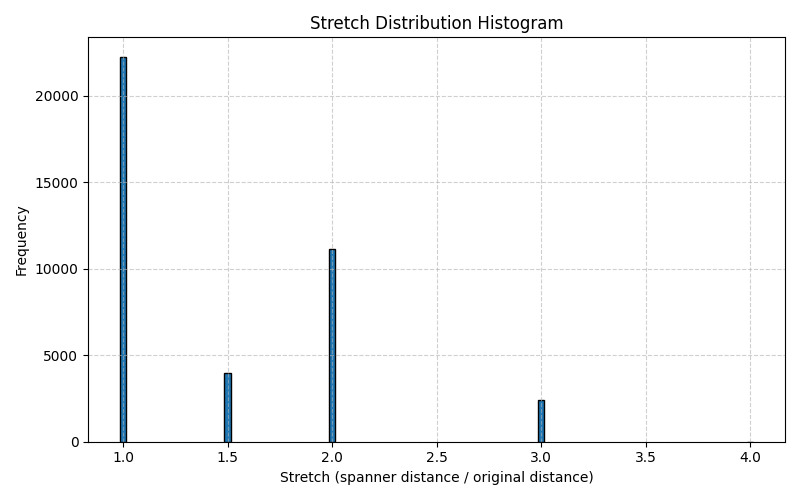 Stretch Distribution Histogram
Frequency
20000
15000
10000
5000
0
1.0 1.5 2.0 2.5 3.0 3.5 4.0
Stretch (spanner distance / original distance)